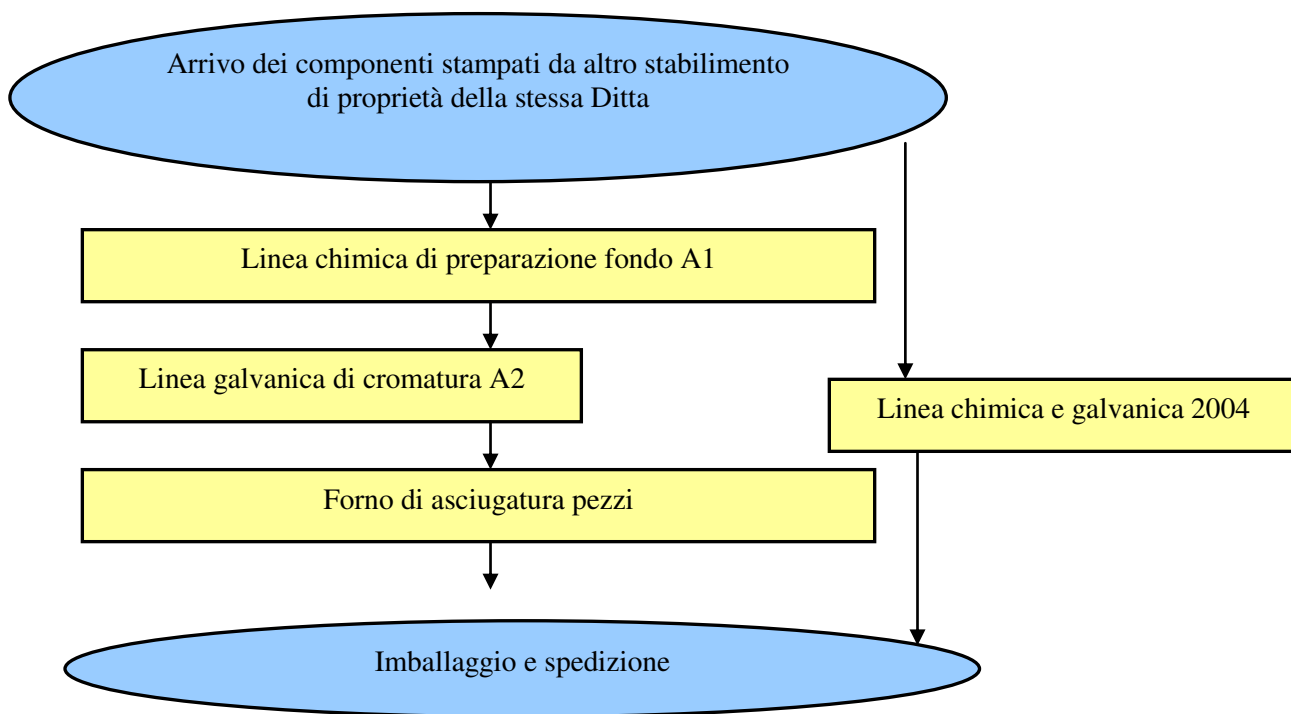 Arrivo dei componenti stampati da altro stabilimento
di proprietà della stessa Ditta
Linea chimica di preparazione fondo A1
Linea galvanica di cromatura A2
Linea chimica e galvanica 2004
Forno di asciugatura pezzi
Imballaggio e spedizione